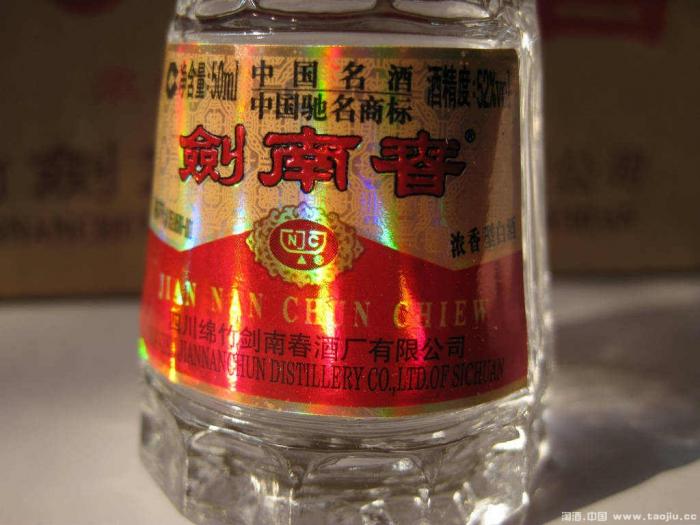 净含量:50ml
中国名酒
中国驰名商标
酒精度:52%vol
劍南春®
NJC
浓香型白酒
JIAN NAN CHUN CHIEW
四川绵竹剑南春酒厂有限公司
JIANNANCHUN DISTILLERY CO.,LTD.OF SICHUAN
淘酒.中国 www.taojiu.cc